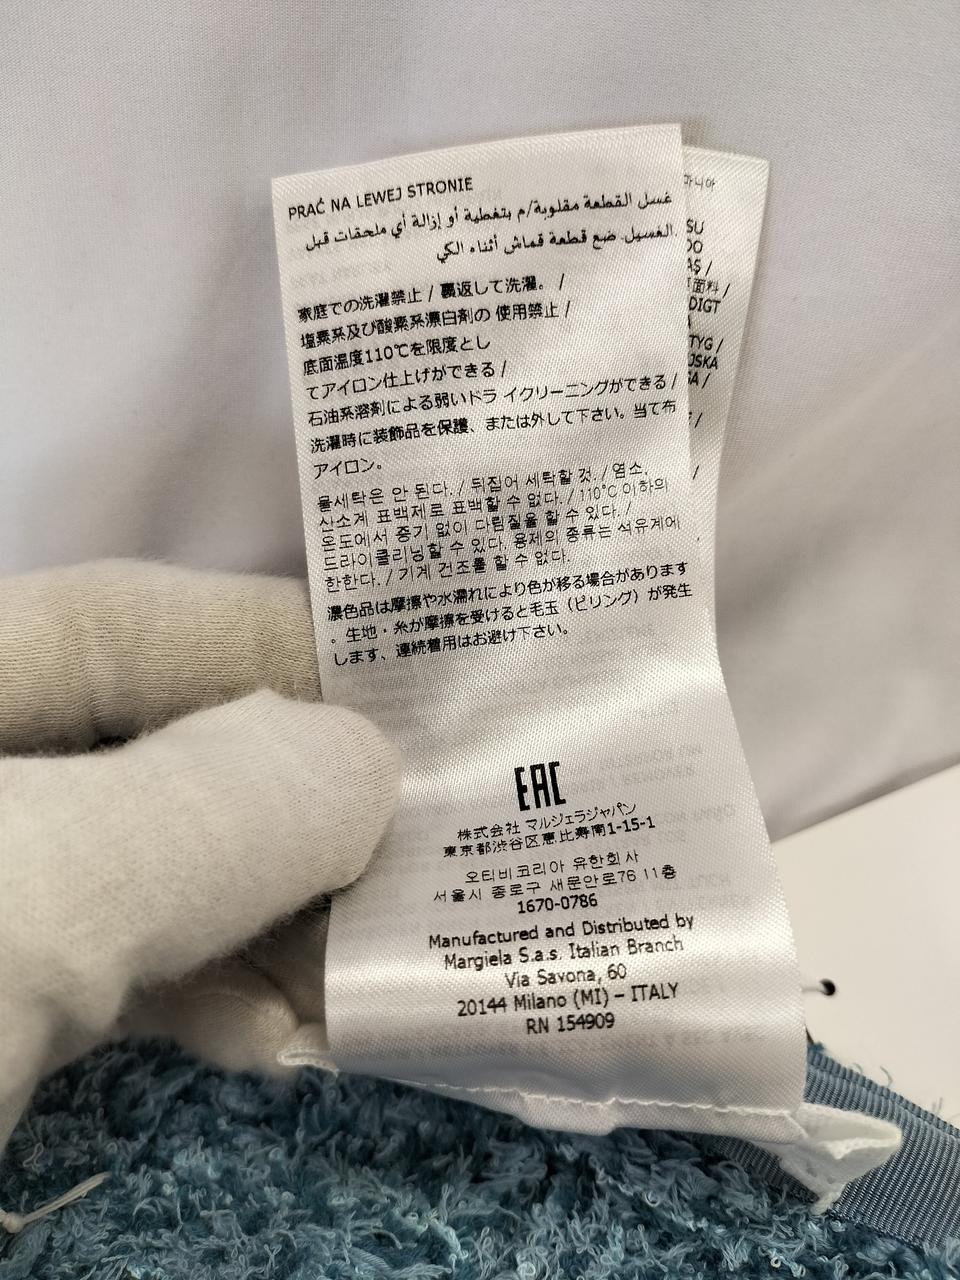 PRAĆ NA LEWEJ STRONIE
غسل القطعة مقلوبة/م بتغطية أو إزالة أي ملحقات قبل
الغسيل. ضع قطعة قماش أثناء الكي
家庭での洗濯禁止 / 裏返して洗濯。 /
塩素系及び酸素系漂白剤の 使用禁止 /
底面温度110℃を限度とし
てアイロン仕上げができる /
石油系溶剤による弱いドラ イクリーニングができる /
洗濯時に装飾品を保護、または外して下さい。当て布
アイロン。
물세탁은 안 된다. / 뒤집어 세탁할 것. / 염소,
산소계 표백제로 표백할 수 없다. / 110°C 이하의
온도에서 증기 없이 다림질을 할 수 있다. /
드라이클리닝할 수 있다. 용제의 종류는 석유계에
한한다. / 기계 건조를 할 수 없다.
濃色品は摩擦や水濡れにより色が移る場合があります
。生地・糸が摩擦を受けると毛玉（ピリング）が発生
します、連続着用はお避け下さい。
EAC
株式会社 マルジェラジャパン
東京都渋谷区恵比寿南1-15-1
오티비코리아 유한회사
서울시 종로구 새문안로76 11층
1670-0786
Manufactured and Distributed by
Margiela S.a.s. Italian Branch
Via Savona, 60
20144 Milano (MI) – ITALY
RN 154909